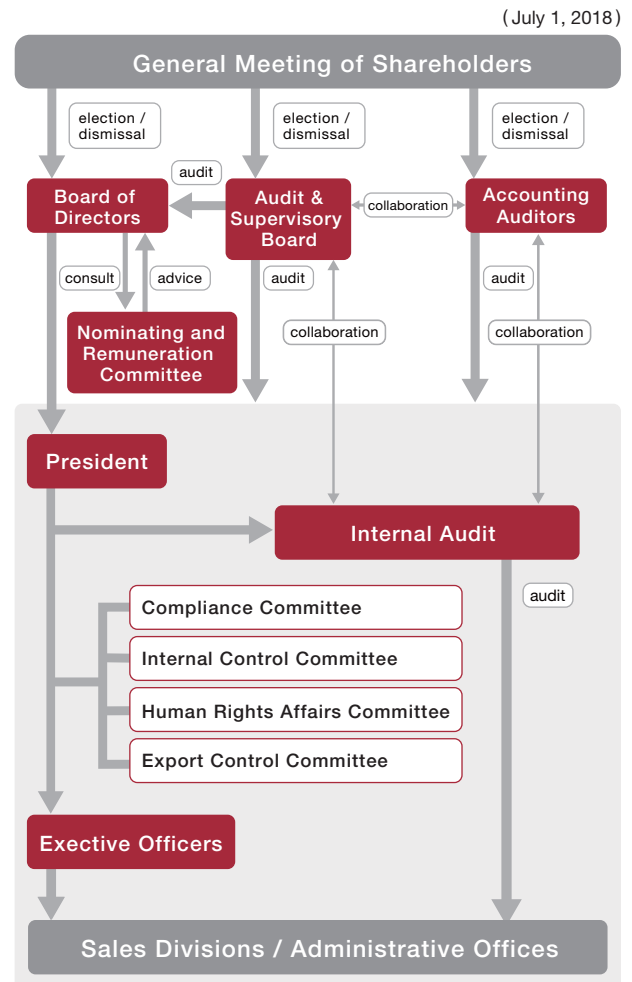 (July 1, 2018)
General Meeting of Shareholders
election /
dismissal
election /
dismissal
election /
dismissal
audit
Board of
Directors
Audit &
Supervisory
Board
collaboration
Accounting
Auditors
consult
advice
audit
audit
Nominating and
Remuneration
Committee
collaboration
collaboration
President
Internal Audit
audit
Compliance Committee
Internal Control Committee
Human Rights Affairs Committee
Export Control Committee
Exective Officers
Sales Divisions / Administrative Offices